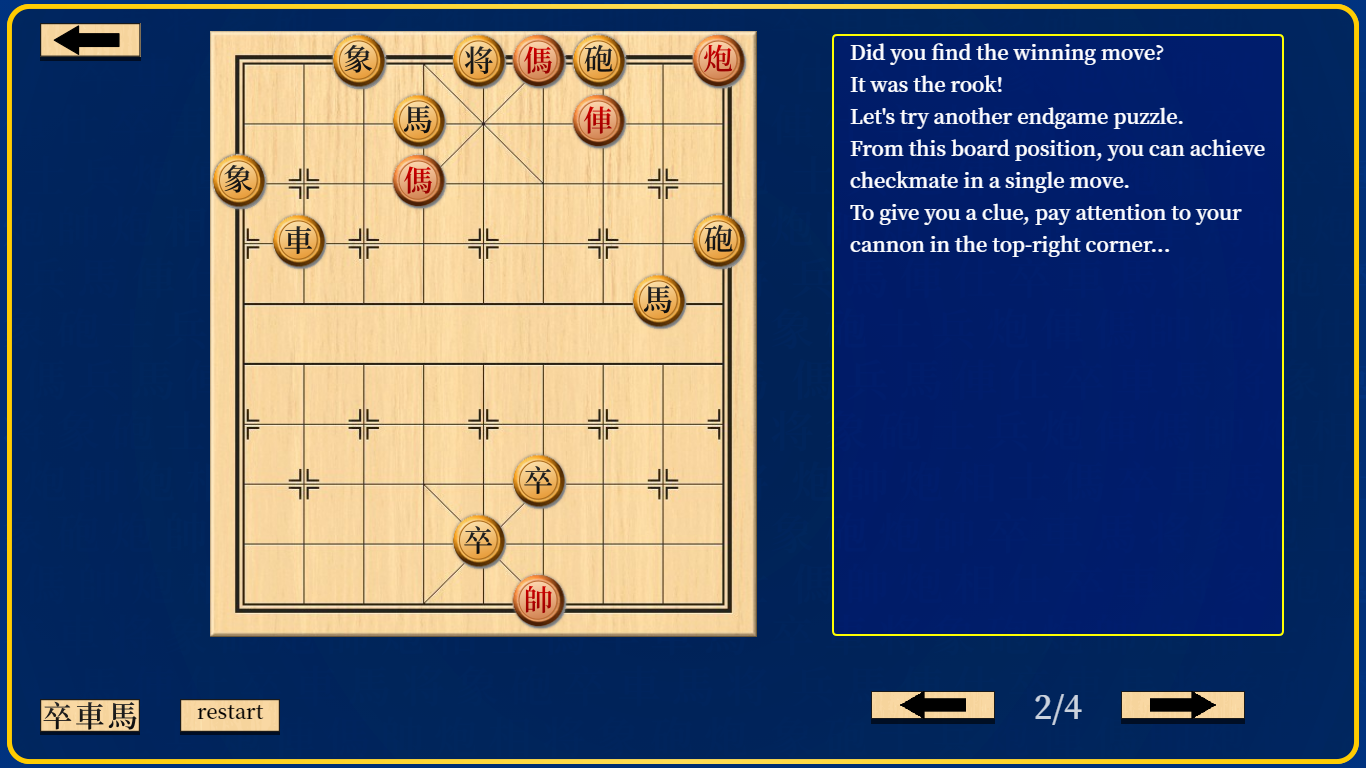 象 将 傌 砲 炮
馬 俥
象 傌
車 砲
馬
卒
卒
帥
Did you find the winning move?
It was the rook!
Let's try another endgame puzzle.
From this board position, you can achieve
checkmate in a single move.
To give you a clue, pay attention to your
cannon in the top-right corner...
卒車馬
restart
2/4